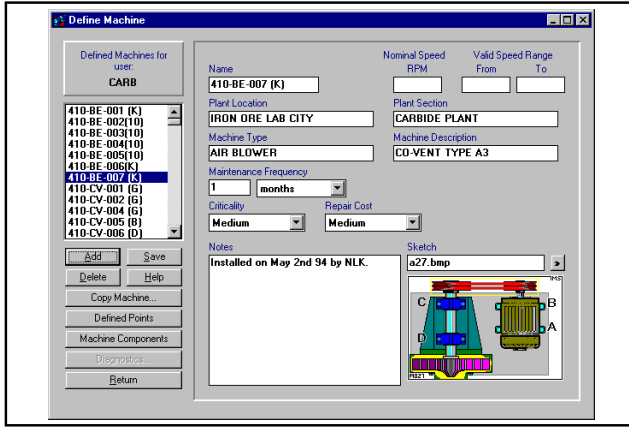 Define Machine
Defined Machines for
user:
CARB
410-BE-001 (K)
410-BE-002(10)
410-BE-003(10)
410-BE-004(10)
410-BE-005(10)
410-BE-006(K)
410-BE-007 (K)
410-CV-001 (G)
410-CV-002 (G)
410-CV-004 (G)
410-CV-005 (B)
410-CV-006 (D)
Add Save
Delete Help
Copy Machine...
Defined Points
Machine Components
Diagnostics...
Return
Nominal Speed Valid Speed Range
Name RPM From To
410-BE-007 (K)
Plant Location Plant Section
IRON ORE LAB CITY CARBIDE PLANT
Machine Type Machine Description
AIR BLOWER CO-VENT TYPE A3
Maintenance Frequency
1 months
Criticality Repair Cost
Medium Medium
Notes Sketch
Installed on May 2nd 94 by NLK. a27.bmp
C B
A
D